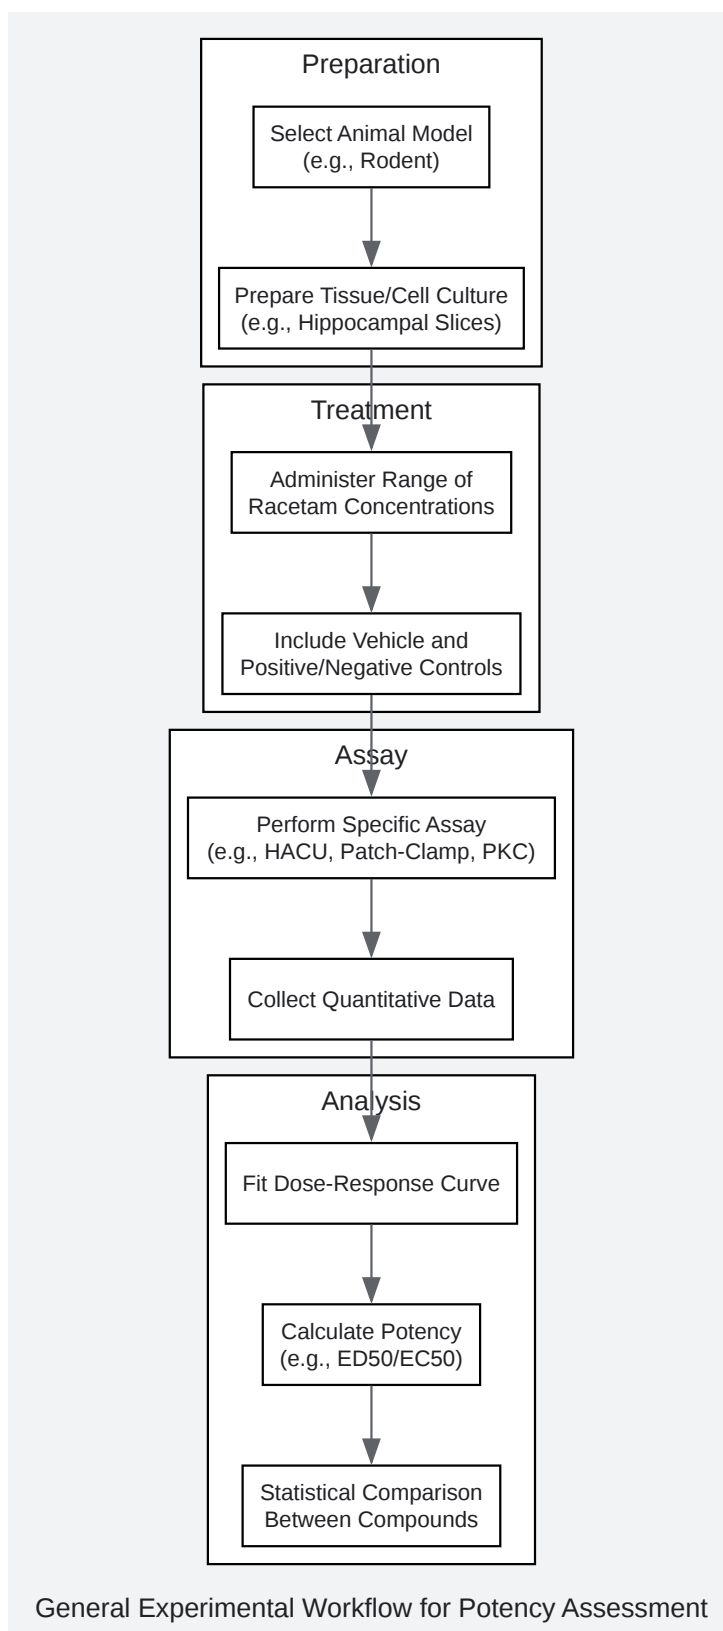 Preparation
Select Animal Model
(e.g., Rodent)
Prepare Tissue/Cell Culture
(e.g., Hippocampal Slices)
Treatment
Administer Range of
Racetam Concentrations
Include Vehicle and
Positive/Negative Controls
Assay
Perform Specific Assay
(e.g., HACU, Patch-Clamp, PKC)
Collect Quantitative Data
Analysis
Fit Dose-Response Curve
Calculate Potency
(e.g., ED50/EC50)
Statistical Comparison
Between Compounds
General Experimental Workflow for Potency Assessment